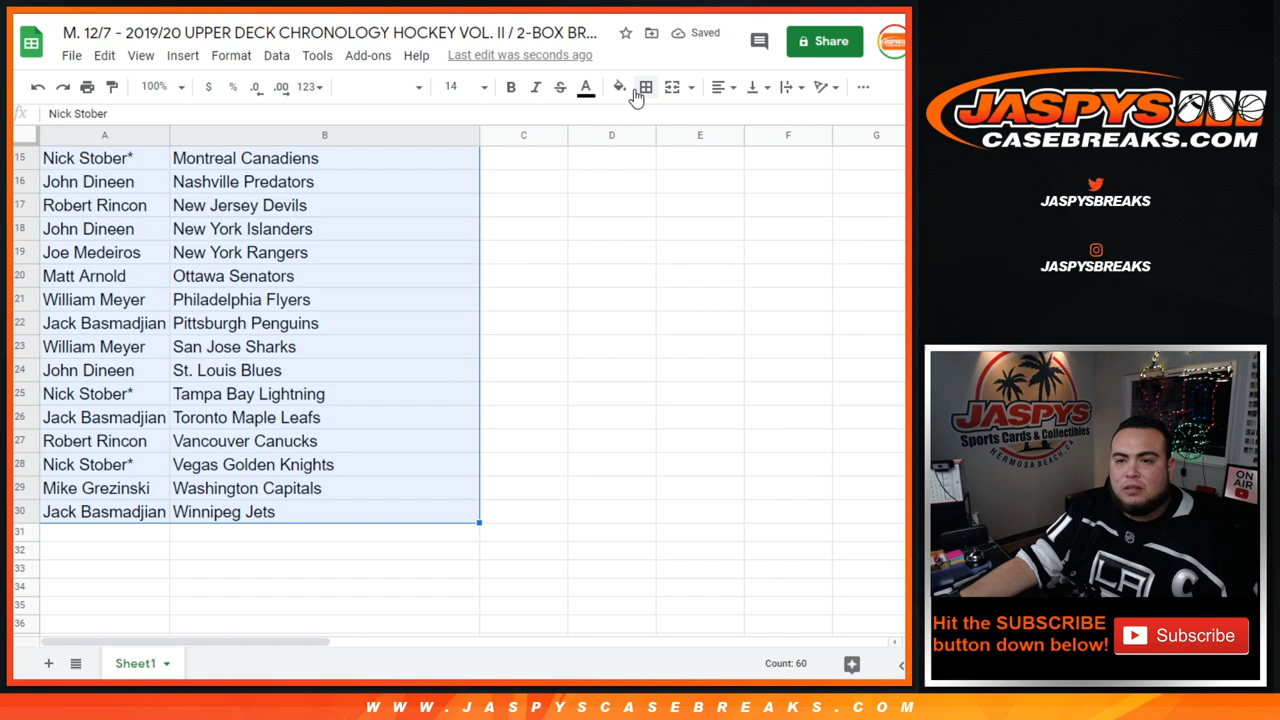 M. 12/7 - 2019/20 UPPER DECK CHRONOLOGY HOCKEY VOL. II / 2-BOX BR...
Saved
File Edit View Insert Format Data Tools Add-ons Help Last edit was seconds ago
Share
100% $ % .0 .00 123 14 B I S A
fx Nick Stober
A B C D E F G
15 Nick Stober* Montreal Canadiens
16 John Dineen Nashville Predators
17 Robert Rincon New Jersey Devils
18 John Dineen New York Islanders
19 Joe Medeiros New York Rangers
20 Matt Arnold Ottawa Senators
21 William Meyer Philadelphia Flyers
22 Jack Basmadjian Pittsburgh Penguins
23 William Meyer San Jose Sharks
24 John Dineen St. Louis Blues
25 Nick Stober* Tampa Bay Lightning
26 Jack Basmadjian Toronto Maple Leafs
27 Robert Rincon Vancouver Canucks
28 Nick Stober* Vegas Golden Knights
29 Mike Grezinski Washington Capitals
30 Jack Basmadjian Winnipeg Jets
31
32
33
34
35
36
Sheet1
Count: 60
JASPYS
CASEBREAKS.COM
JASPYSBREAKS
JASPYSBREAKS
JASPYS
Sports Cards & Collectibles
HERMOSA BEACH, CA
ON AIR
LA
C
Hit the SUBSCRIBE
button down below!
Subscribe
WWW.JASPYSCASEBREAKS.COM